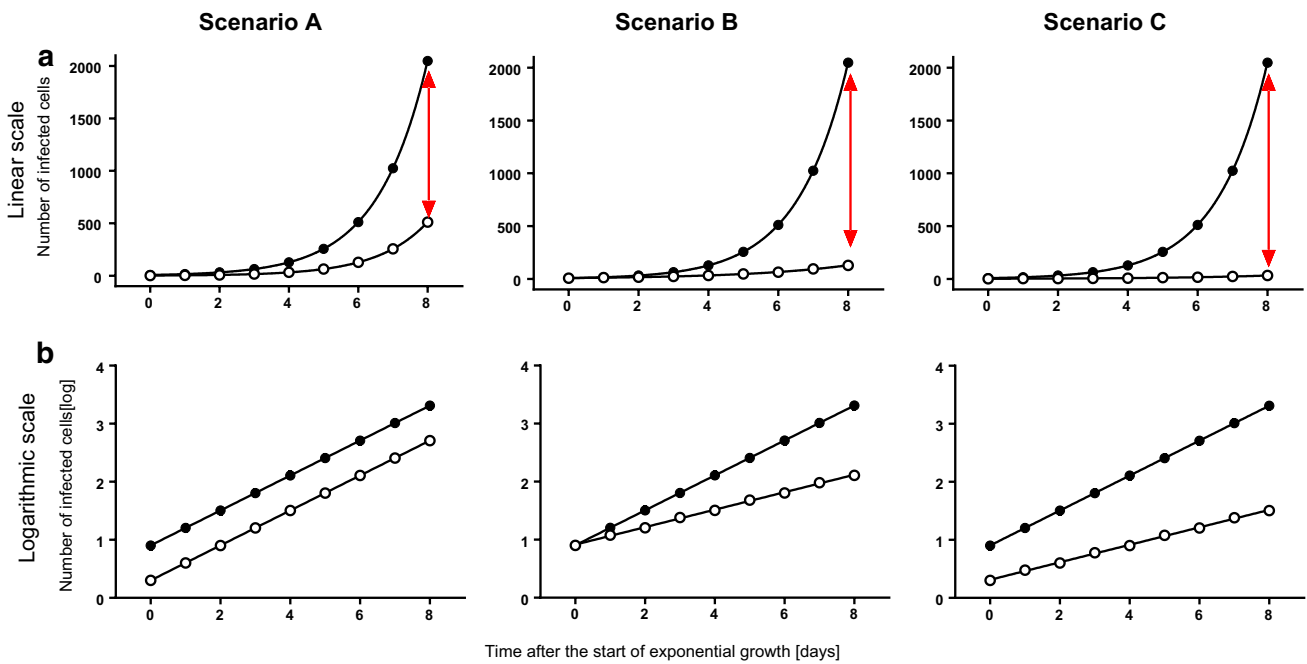 Scenario A
Scenario B
Scenario C
a
Linear scale
Number of infected cells
2000
1500
1000
500
0
0 2 4 6 8
2000
1500
1000
500
0
0 2 4 6 8
2000
1500
1000
500
0
0 2 4 6 8
b
Logarithmic scale
Number of infected cells[log]
4
3
2
1
0
0 2 4 6 8
4
3
2
1
0
0 2 4 6 8
4
3
2
1
0
0 2 4 6 8
Time after the start of exponential growth [days]